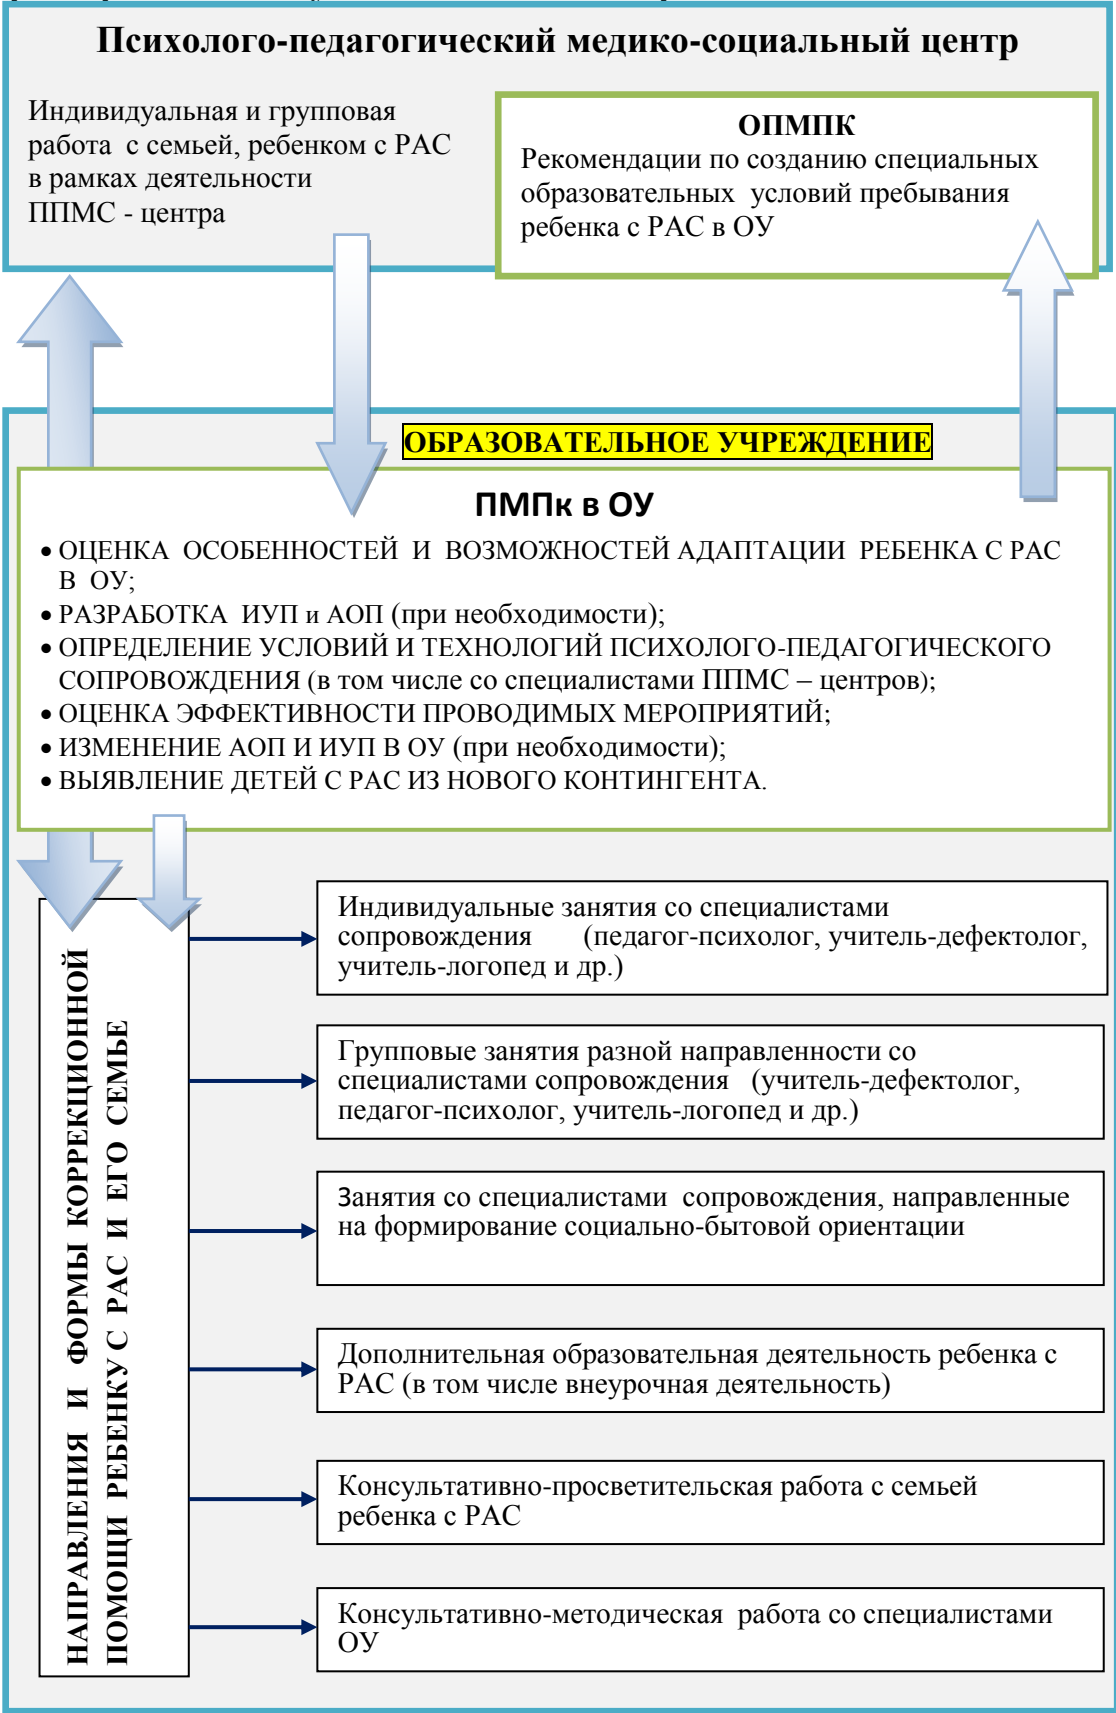 Психолого-педагогический медико-социальный центр
Индивидуальная и групповая
работа с семьей, ребенком с РАС
в рамках деятельности
ППМС - центра
ОПМПК
Рекомендации по созданию специальных
образовательных условий пребывания
ребенка с РАС в ОУ
ОБРАЗОВАТЕЛЬНОЕ УЧРЕЖДЕНИЕ
ПМПк в ОУ
• ОЦЕНКА ОСОБЕННОСТЕЙ И ВОЗМОЖНОСТЕЙ АДАПТАЦИИ РЕБЕНКА С РАС
В ОУ;
• РАЗРАБОТКА ИУП и АОП (при необходимости);
• ОПРЕДЕЛЕНИЕ УСЛОВИЙ И ТЕХНОЛОГИЙ ПСИХОЛОГО-ПЕДАГОГИЧЕСКОГО
СОПРОВОЖДЕНИЯ (в том числе со специалистами ППМС – центров);
• ОЦЕНКА ЭФФЕКТИВНОСТИ ПРОВОДИМЫХ МЕРОПРИЯТИЙ;
• ИЗМЕНЕНИЕ АОП И ИУП В ОУ (при необходимости);
• ВЫЯВЛЕНИЕ ДЕТЕЙ С РАС ИЗ НОВОГО КОНТИНГЕНТА.
НАПРАВЛЕНИЯ И ФОРМЫ КОРРЕКЦИОННОЙ
ПОМОЩИ РЕБЕНКУ С РАС И ЕГО СЕМЬЕ
Индивидуальные занятия со специалистами
сопровождения (педагог-психолог, учитель-дефектолог,
учитель-логопед и др.)
Групповые занятия разной направленности со
специалистами сопровождения (учитель-дефектолог,
педагог-психолог, учитель-логопед и др.)
Занятия со специалистами сопровождения, направленные
на формирование социально-бытовой ориентации
Дополнительная образовательная деятельность ребенка с
РАС (в том числе внеурочная деятельность)
Консультативно-просветительская работа с семьей
ребенка с РАС
Консультативно-методическая работа со специалистами
ОУ